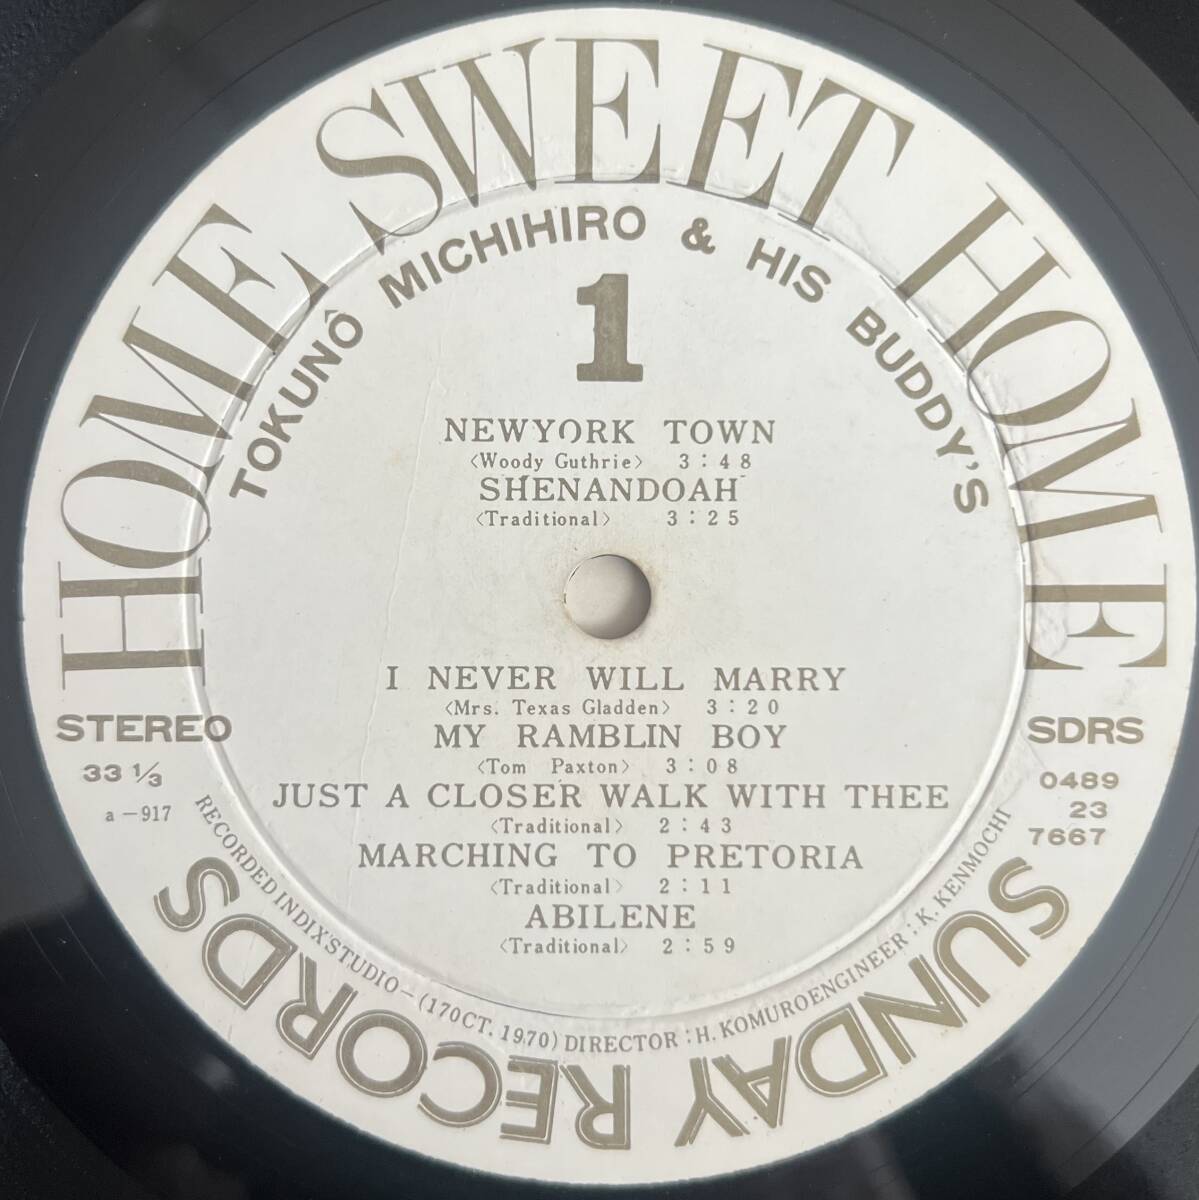 HOME SWEET HOME
TOKUNÔ MICHIHIRO & HIS BUDDY'S
1
NEWYORK TOWN
<Woody Guthrie> 3:48
SHENANDOAH
<Traditional> 3:25
I NEVER WILL MARRY
<Mrs. Texas Gladden> 3:20
MY RAMBLIN BOY
<Tom Paxton> 3:08
JUST A CLOSER WALK WITH THEE
<Traditional> 2:43
MARCHING TO PRETORIA
<Traditional> 2:11
ABILENE
<Traditional> 2:59
STEREO
33 1/3
a-917
SDRS
0489
23
7667
RECORDED IN DIX STUDIO-(17OCT. 1970) DIRECTOR : H. KOMURO ENGINEER : K. KENMOCHI
SUNDAY RECORDS